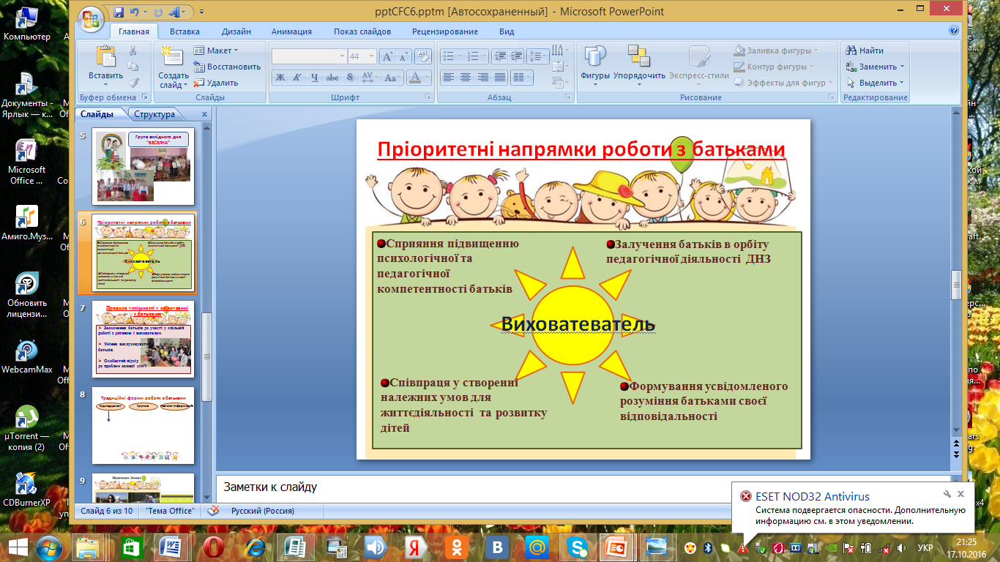 pptCFC6.pptm [Автосохраненный] - Microsoft PowerPoint
Главная Вставка Дизайн Анимация Показ слайдов Рецензирование Вид
Вставить
Буфер обмена
Создать слайд
Макет
Восстановить
Удалить
Слайды
44
Ж К Ч abc S AV Aa A
Шрифт
Абзац
Фигуры Упорядочить Экспресс-стили
Заливка фигуры
Контур фигуры
Эффекты для фигур
Рисование
Найти
Заменить
Выделить
Редактирование
Компьютер
Документы -
Ярлык — к...
Microsoft
Office ...
Амиго.Муз...
Обновить
лицензи...
WebcamMax
µTorrent —
копия (2)
CDBurnerXP
Слайды Структура
5
Група вихідного дня
"ВЕСЕЛКА"
6
Пріоритетні напрямки роботи з батьками
7
Правила успішності у спілкуванні
з батьками
Заохочення батьків до участі у спільній
роботі з дитиною і вихователем
Уміння вислуховувати
батьків
Особистий підхід
до проблем кожної сім'ї
8
Традиційні форми роботи з батьками
9
Пріоритетні напрямки роботи з батьками
Сприяння підвищенню
психологічної та
педагогічної
компетентності батьків
Залучення батьків в орбіту
педагогічної діяльності ДНЗ
Виховатеватель
Співпраця у створенні
належних умов для
життєдіяльності та розвитку
дітей
Формування усвідомленого
розуміння батьками своєї
відповідальності
Заметки к слайду
Слайд 6 из 10 "Тема Office" Русский (Россия)
ESET NOD32 Antivirus
Система подвергается опасности. Дополнительную
информацию см. в этом уведомлении.
УКР
21:25
17.10.2016